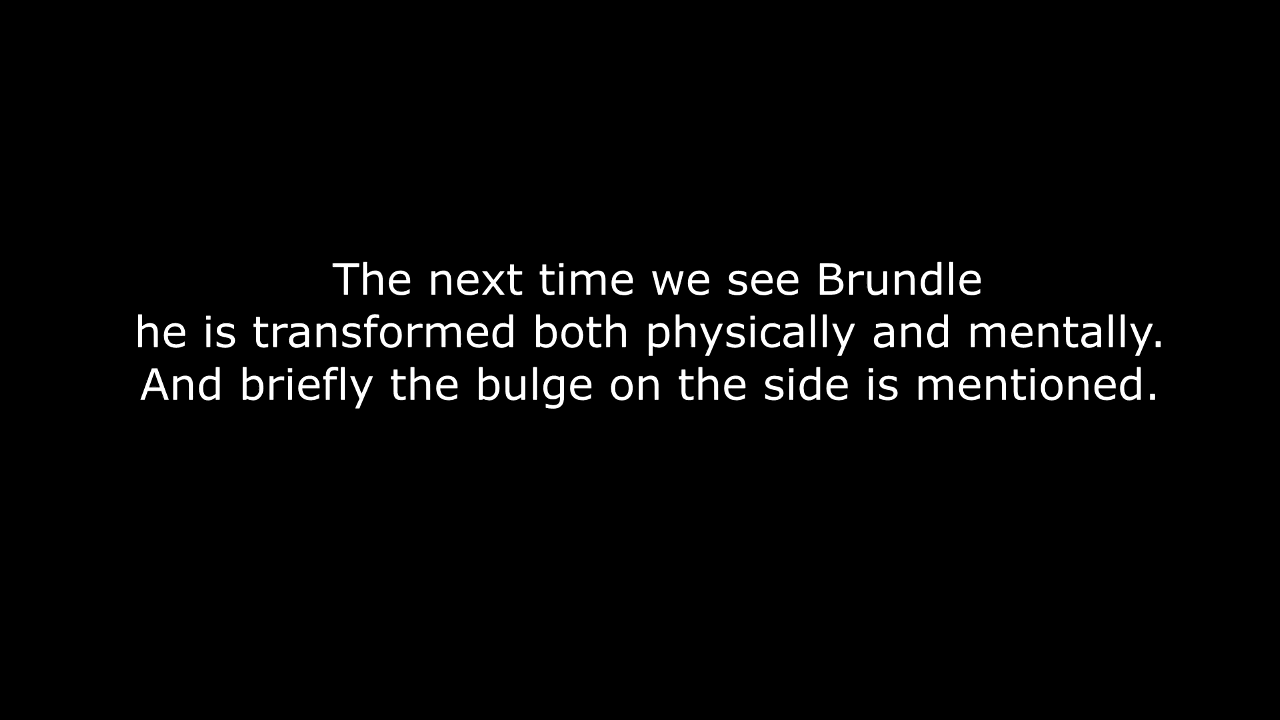 The next time we see Brundle
he is transformed both physically and mentally.
And briefly the bulge on the side is mentioned.